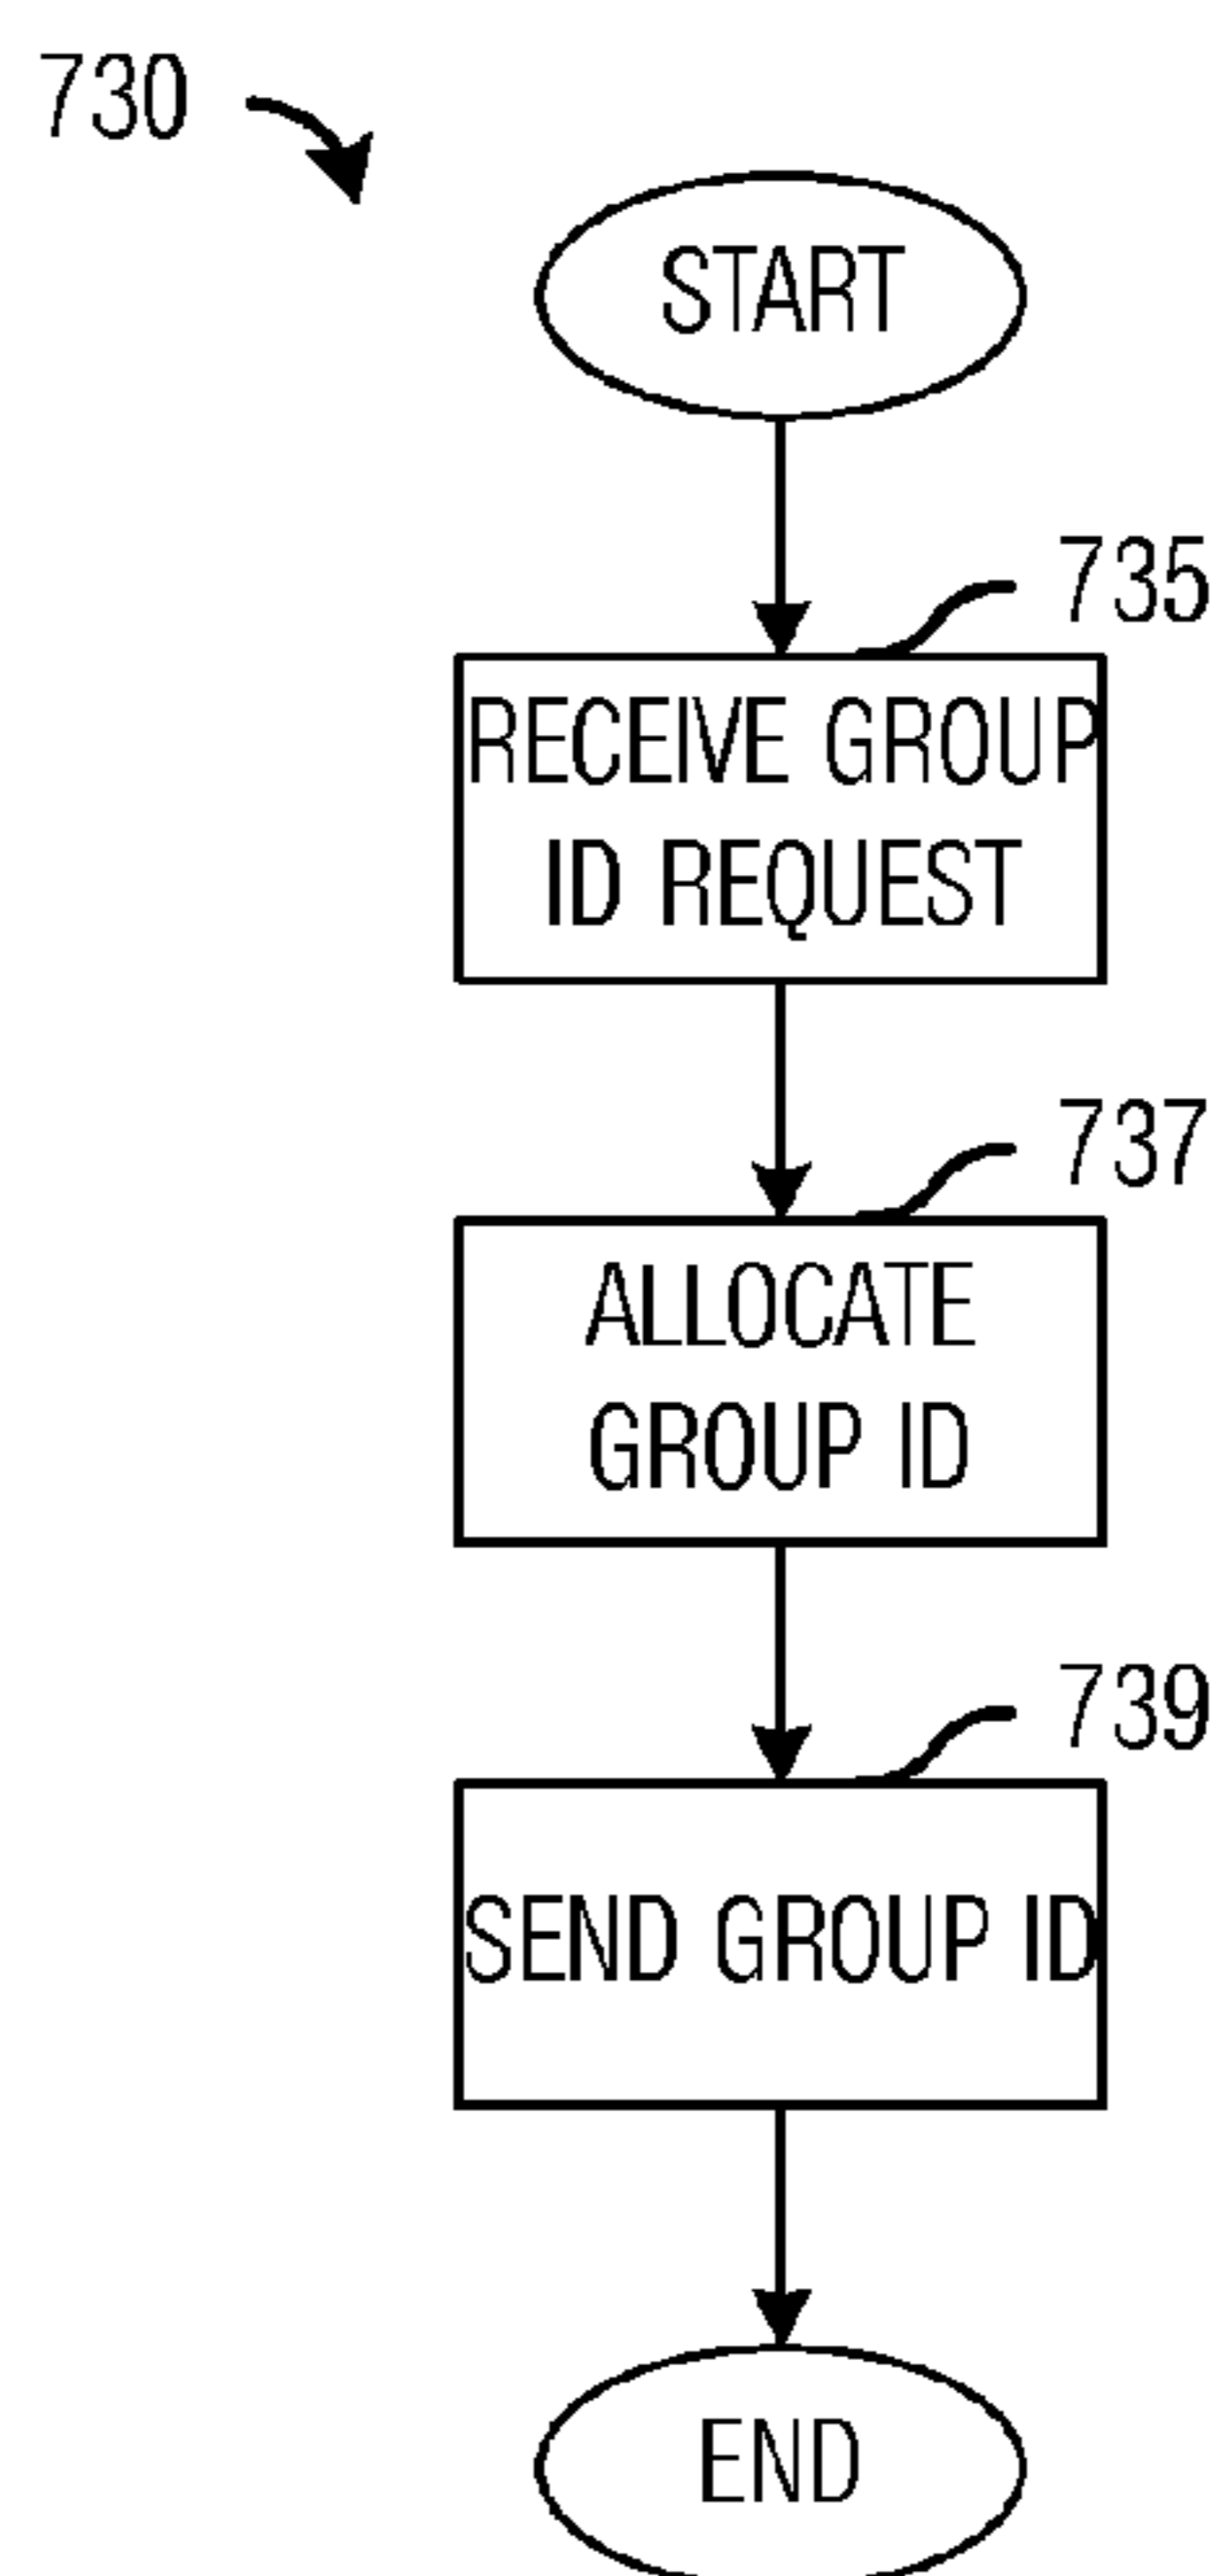 730
START
735
RECEIVE GROUP
ID REQUEST
737
ALLOCATE
GROUP ID
739
SEND GROUP ID
END